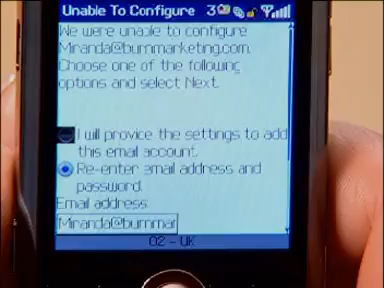 Unable To Configure 3
We were unable to configure
Miranda@burnmarketing.com.
Choose one of the following
options and select Next.
I will provide the settings to add
this email account.
Re-enter email address and
password.
Email address:
Miranda@burnmar
O2 - UK